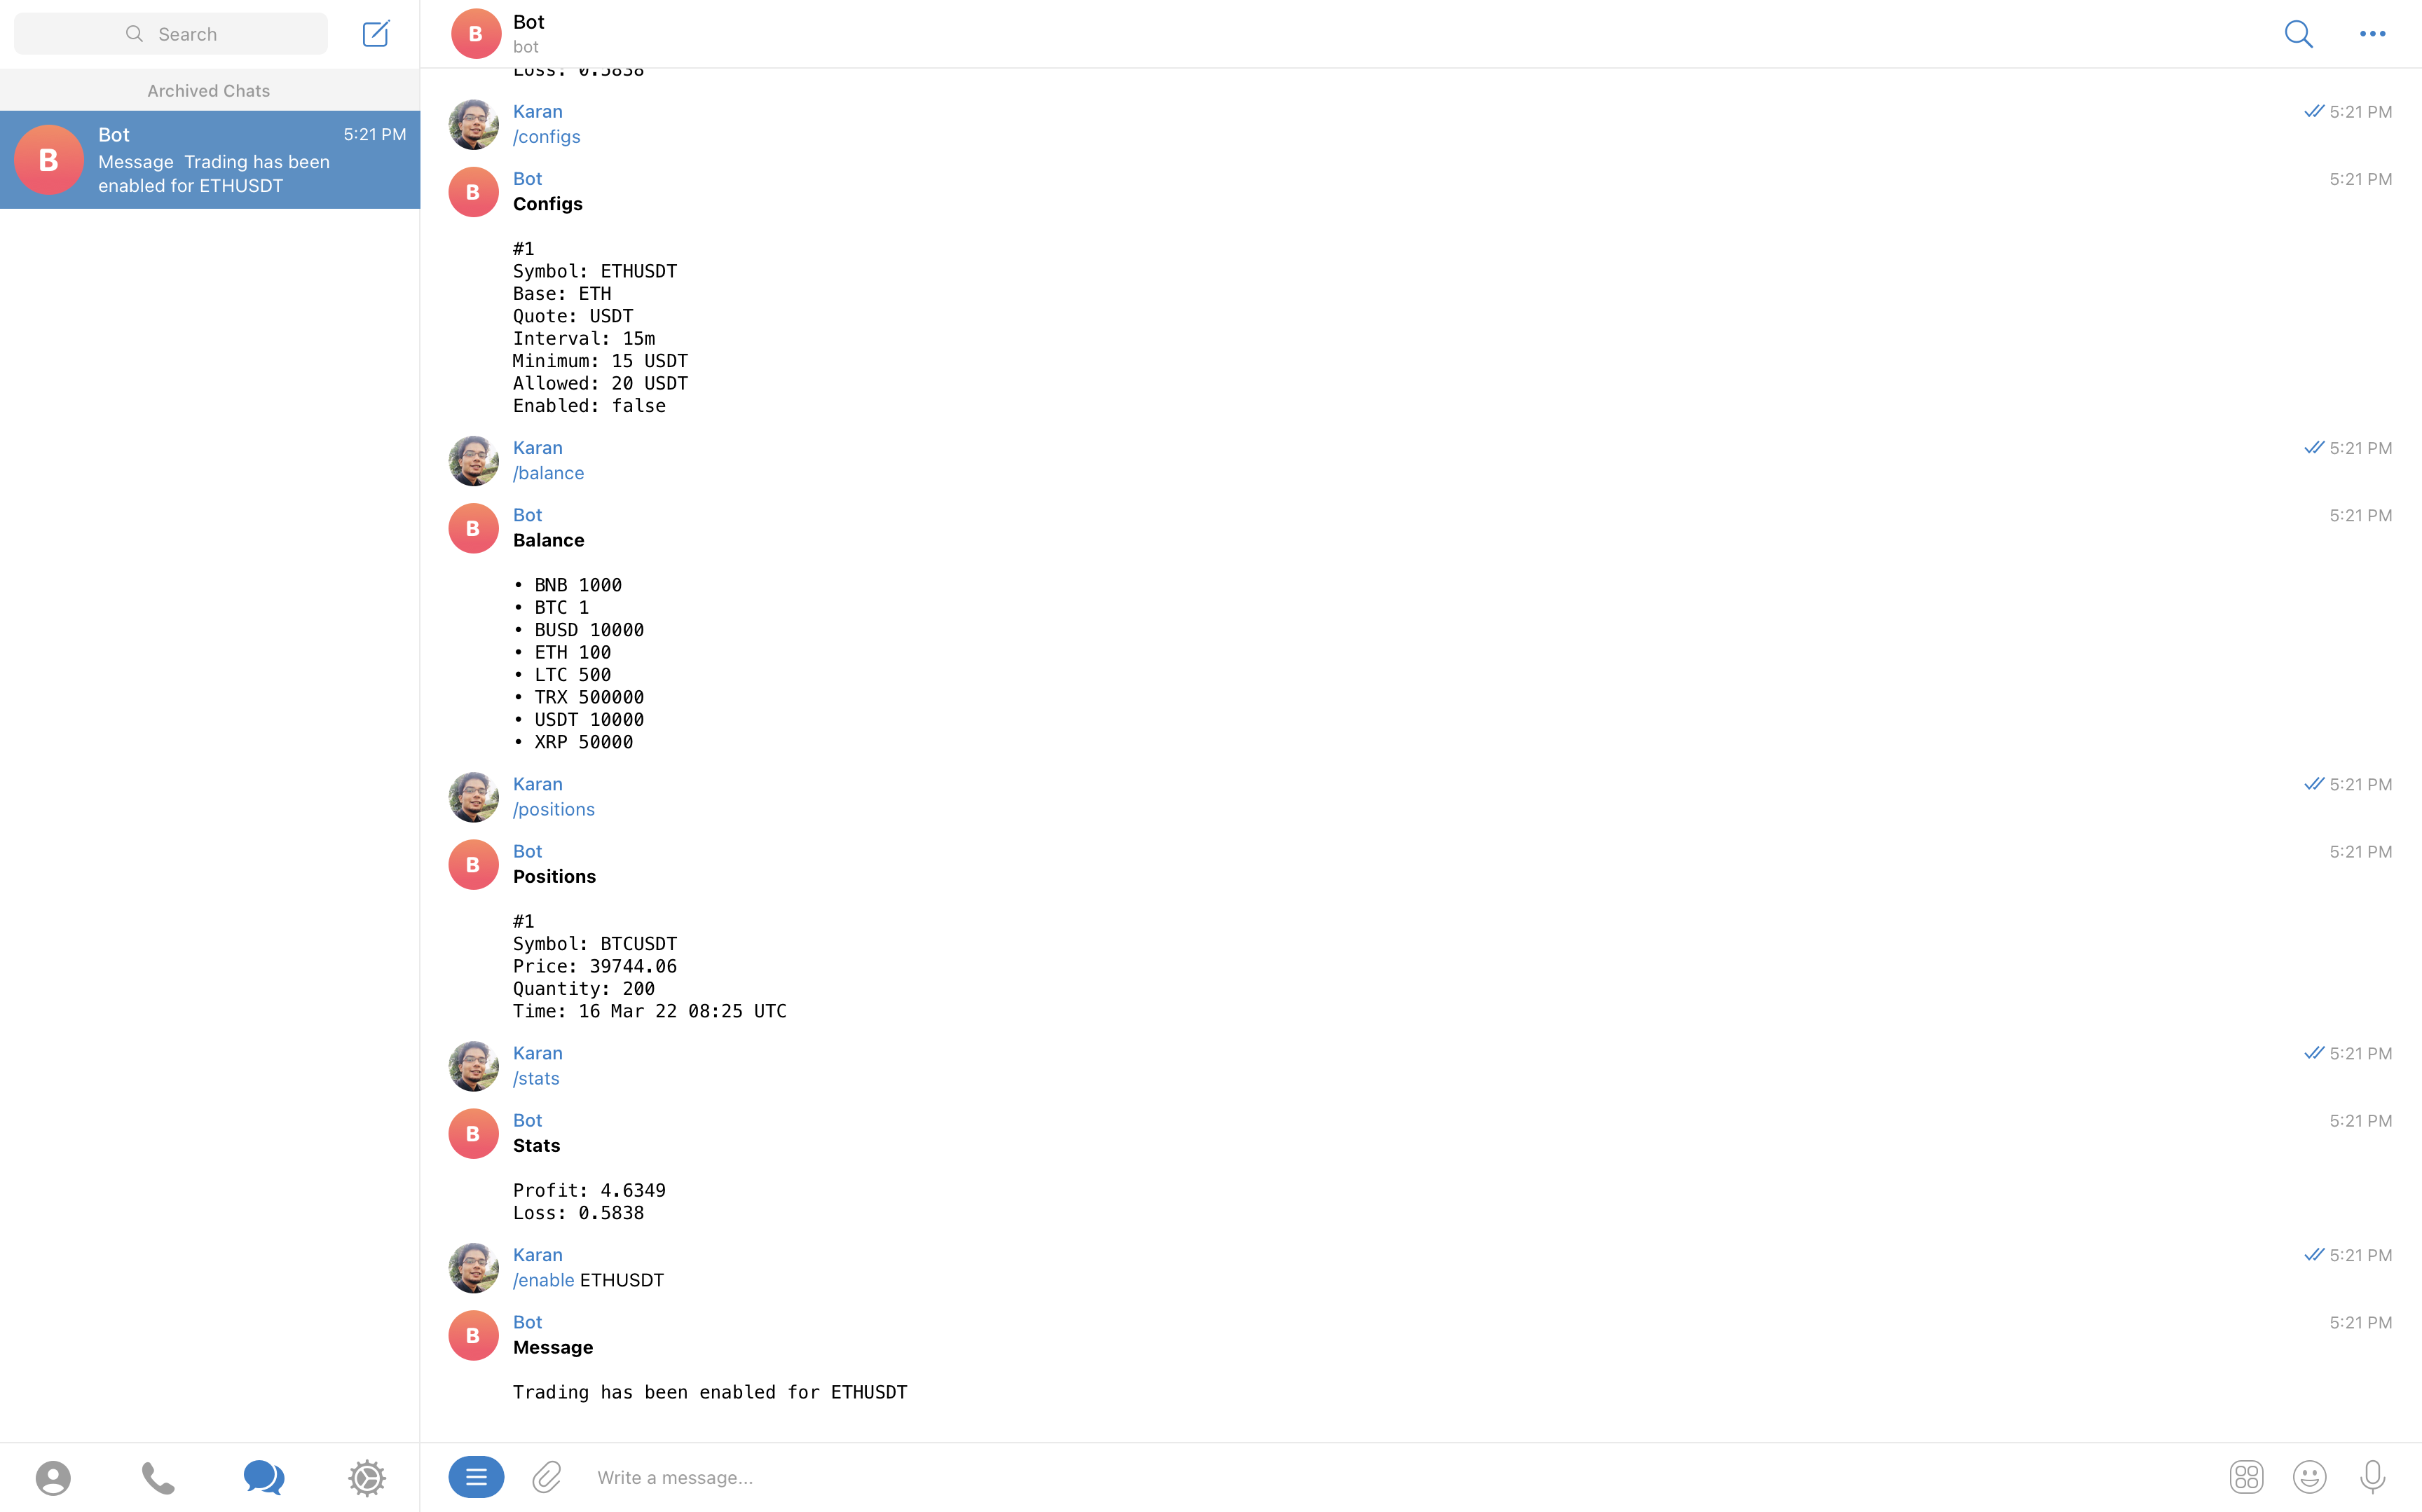 Search
Archived Chats
B
Bot
5:21 PM
Message  Trading has been
enabled for ETHUSDT
B
Bot
bot
Loss: 0.5838
Karan
5:21 PM
/configs
B
Bot
5:21 PM
Configs
#1
Symbol: ETHUSDT
Base: ETH
Quote: USDT
Interval: 15m
Minimum: 15 USDT
Allowed: 20 USDT
Enabled: false
Karan
5:21 PM
/balance
B
Bot
5:21 PM
Balance
• BNB 1000
• BTC 1
• BUSD 10000
• ETH 100
• LTC 500
• TRX 500000
• USDT 10000
• XRP 50000
Karan
5:21 PM
/positions
B
Bot
5:21 PM
Positions
#1
Symbol: BTCUSDT
Price: 39744.06
Quantity: 200
Time: 16 Mar 22 08:25 UTC
Karan
5:21 PM
/stats
B
Bot
5:21 PM
Stats
Profit: 4.6349
Loss: 0.5838
Karan
5:21 PM
/enable ETHUSDT
B
Bot
5:21 PM
Message
Trading has been enabled for ETHUSDT
Write a message...